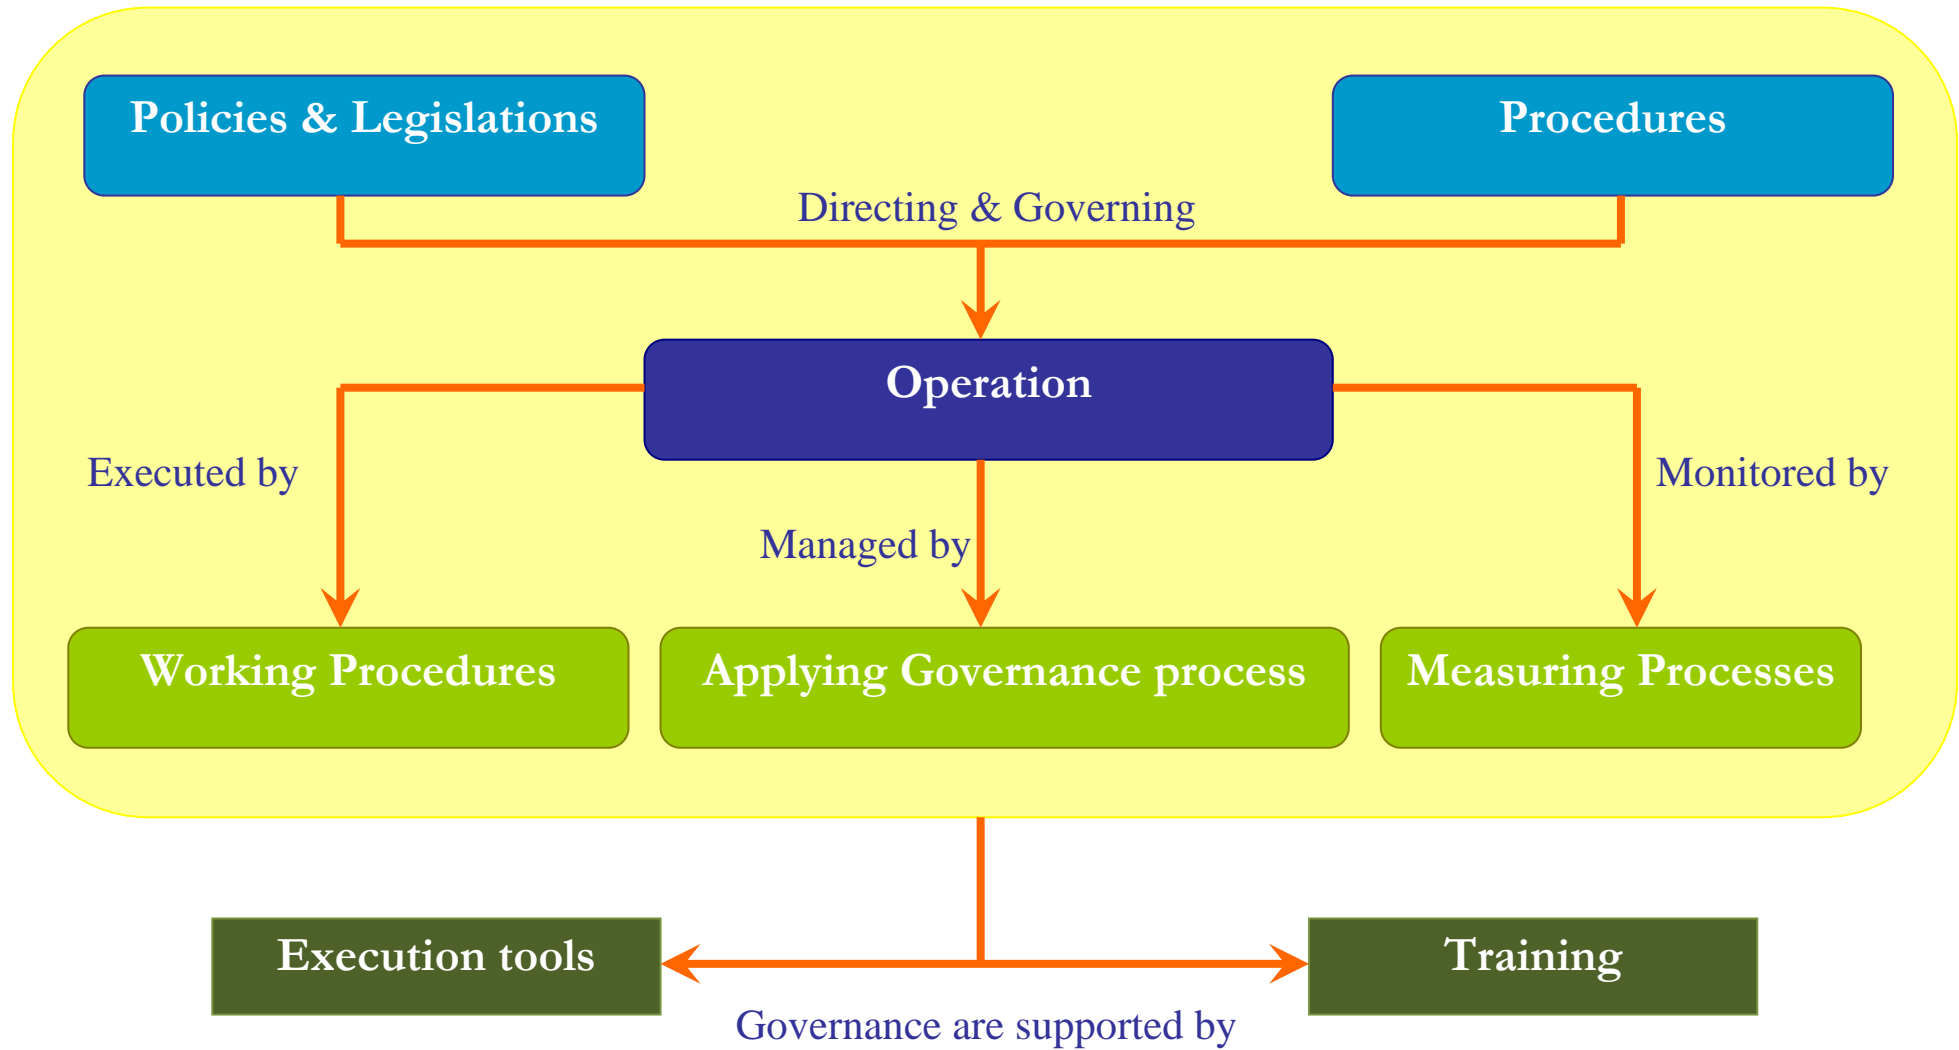 Policies & Legislations
Procedures
Directing & Governing
Operation
Executed by
Monitored by
Managed by
Working Procedures
Applying Governance process
Measuring Processes
Execution tools
Training
Governance are supported by